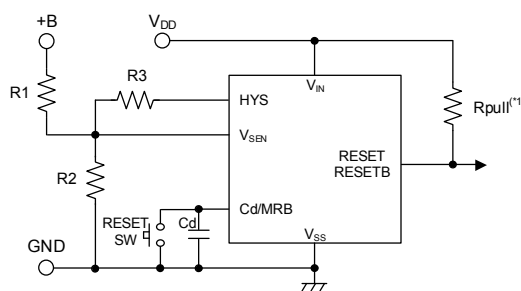 +B
VDD
R1
R3
HYS
VIN
Rpull(*1
VSEN
RESET
RESETB
R2
RESET
SW
Cd
Cd/MRB
GND
VSS